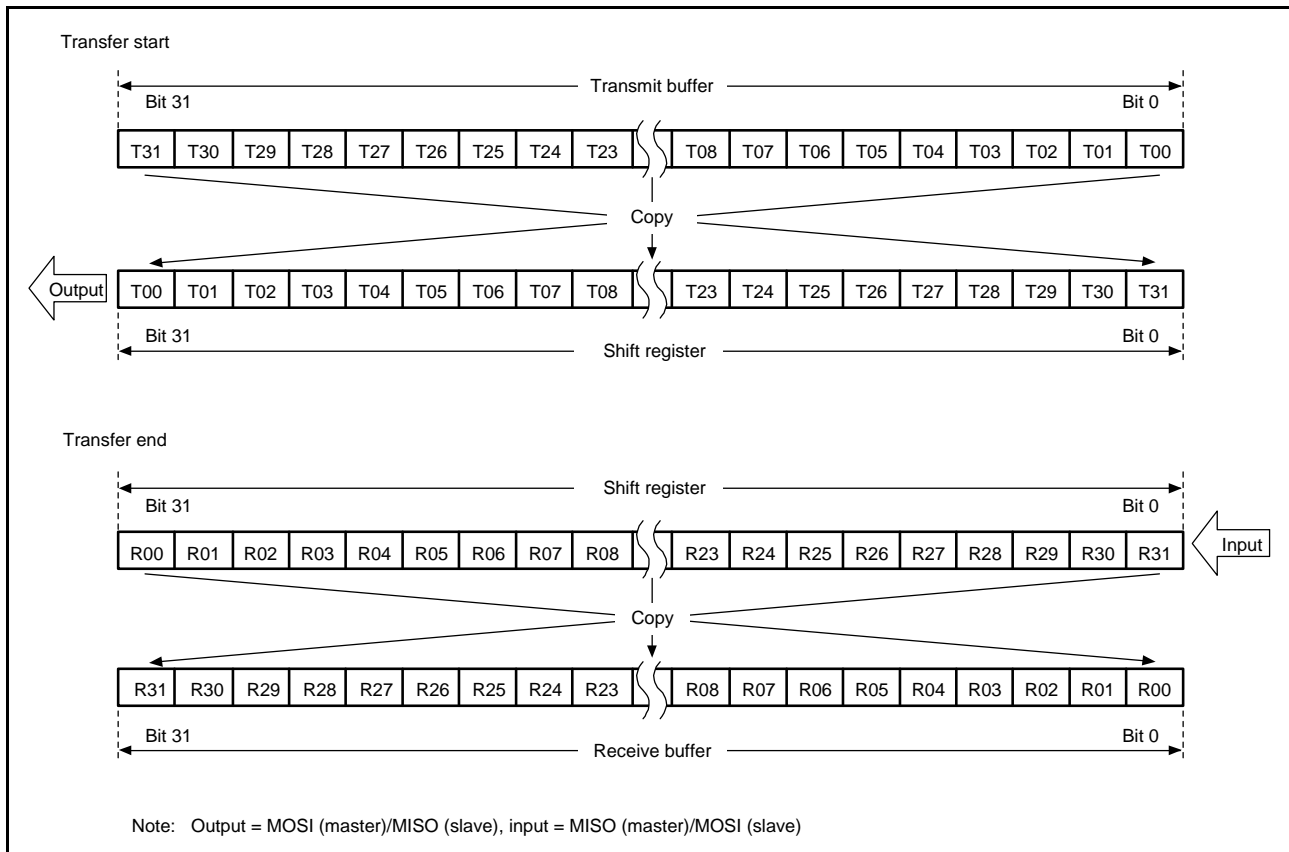 Transfer start
Transmit buffer
Bit 31 Bit 0
T31 T30 T29 T28 T27 T26 T25 T24 T23 T08 T07 T06 T05 T04 T03 T02 T01 T00
Copy
Output T00 T01 T02 T03 T04 T05 T06 T07 T08 T23 T24 T25 T26 T27 T28 T29 T30 T31
Bit 31 Bit 0
Shift register
Transfer end
Shift register
Bit 31 Bit 0
R00 R01 R02 R03 R04 R05 R06 R07 R08 R23 R24 R25 R26 R27 R28 R29 R30 R31 Input
Copy
R31 R30 R29 R28 R27 R26 R25 R24 R23 R08 R07 R06 R05 R04 R03 R02 R01 R00
Bit 31 Bit 0
Receive buffer
Note: Output = MOSI (master)/MISO (slave), input = MISO (master)/MOSI (slave)